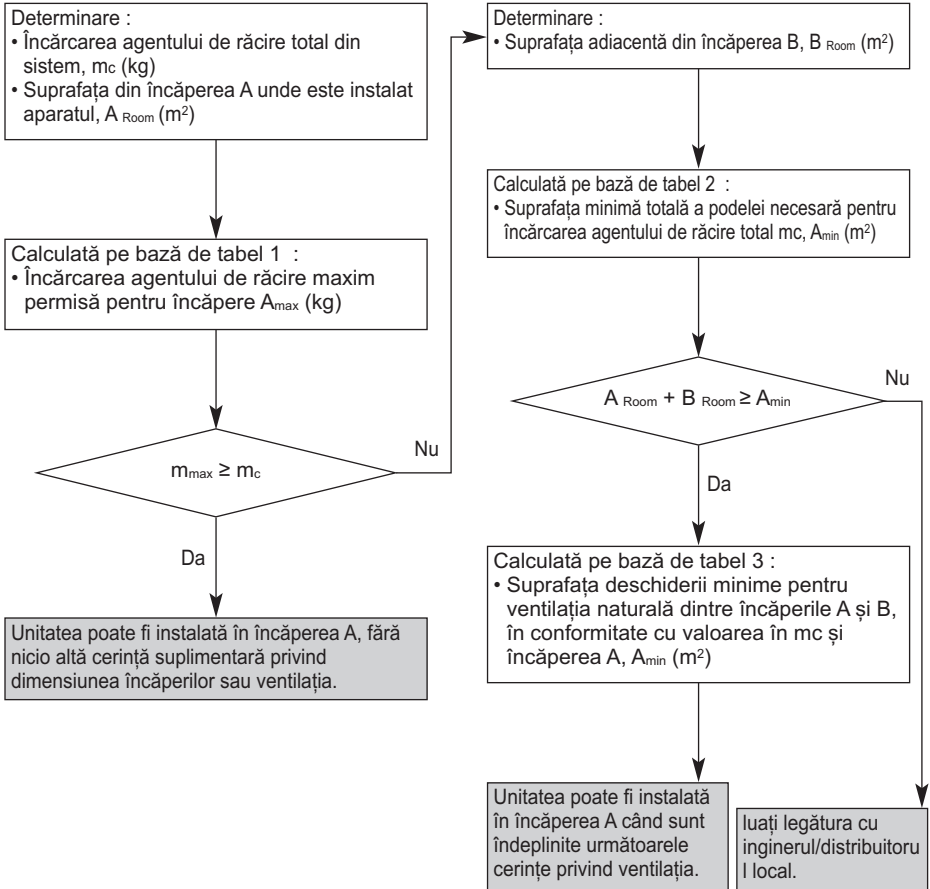 Determinare :
• Încărcarea agentului de răcire total din
sistem, mc (kg)
• Suprafața din încăperea A unde este instalat
aparatul, A Room (m²)
Calculată pe bază de tabel 1 :
• Încărcarea agentului de răcire maxim
permisă pentru încăpere Amax (kg)
mmax ≥ mc
Nu
Da
Unitatea poate fi instalată în încăperea A, fără
nicio altă cerință suplimentară privind
dimensiunea încăperilor sau ventilația.
Determinare :
• Suprafața adiacentă din încăperea B, B Room (m²)
Calculată pe bază de tabel 2 :
• Suprafața minimă totală a podelei necesară pentru
încărcarea agentului de răcire total mc, Amin (m²)
A Room + B Room ≥ Amin
Nu
Da
Calculată pe bază de tabel 3 :
• Suprafața deschiderii minime pentru
ventilația naturală dintre încăperile A și B,
în conformitate cu valoarea în mc și
încăperea A, Amin (m²)
Unitatea poate fi instalată
în încăperea A când sunt
îndeplinite următoarele
cerințe privind ventilația.
luați legătura cu
inginerul/distribuitoru
l local.